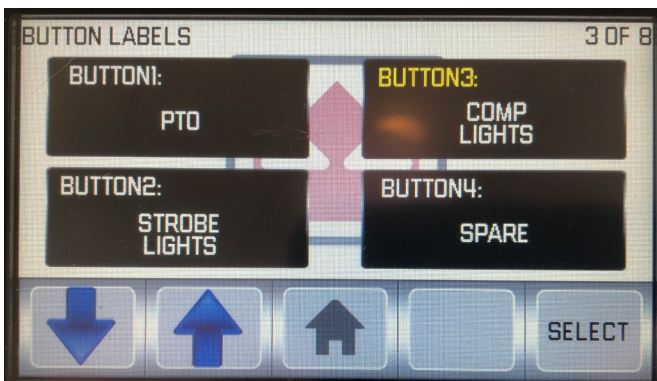 BUTTON LABELS
3 OF 8
BUTTON1:
PTO
BUTTON3:
COMP
LIGHTS
BUTTON2:
STROBE
LIGHTS
BUTTON4:
SPARE
SELECT